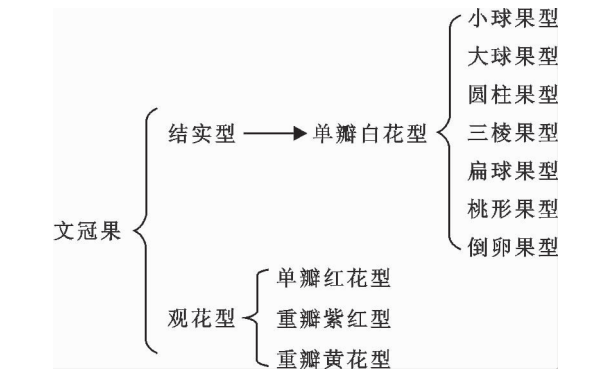 文冠果
结实型
单瓣白花型
小球果型
大球果型
圆柱果型
三棱果型
扁球果型
桃形果型
倒卵果型
观花型
单瓣红花型
重瓣紫红型
重瓣黄花型